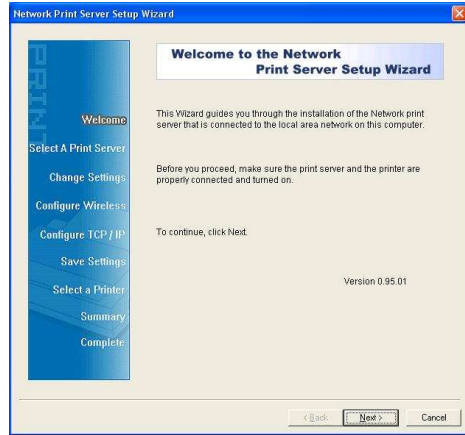 Network Print Server Setup Wizard
PRINT
Welcome
Select A Print Server
Change Settings
Configure Wireless
Configure TCP / IP
Save Settings
Select a Printer
Summary
Complete
Welcome to the Network
Print Server Setup Wizard
This Wizard guides you through the installation of the Network print
server that is connected to the local area network on this computer.
Before you proceed, make sure the print server and the printer are
properly connected and turned on.
To continue, click Next.
Version 0.95.01
< Back
Next >
Cancel